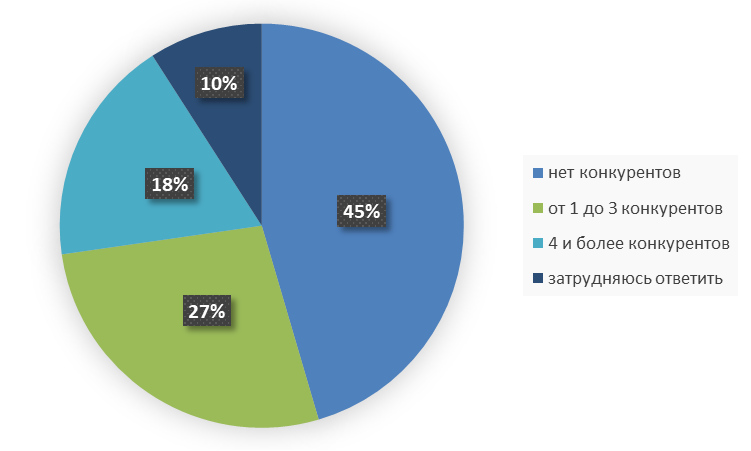 10%
18%
45%
27%
нет конкурентов
от 1 до 3 конкурентов
4 и более конкурентов
затрудняюсь ответить